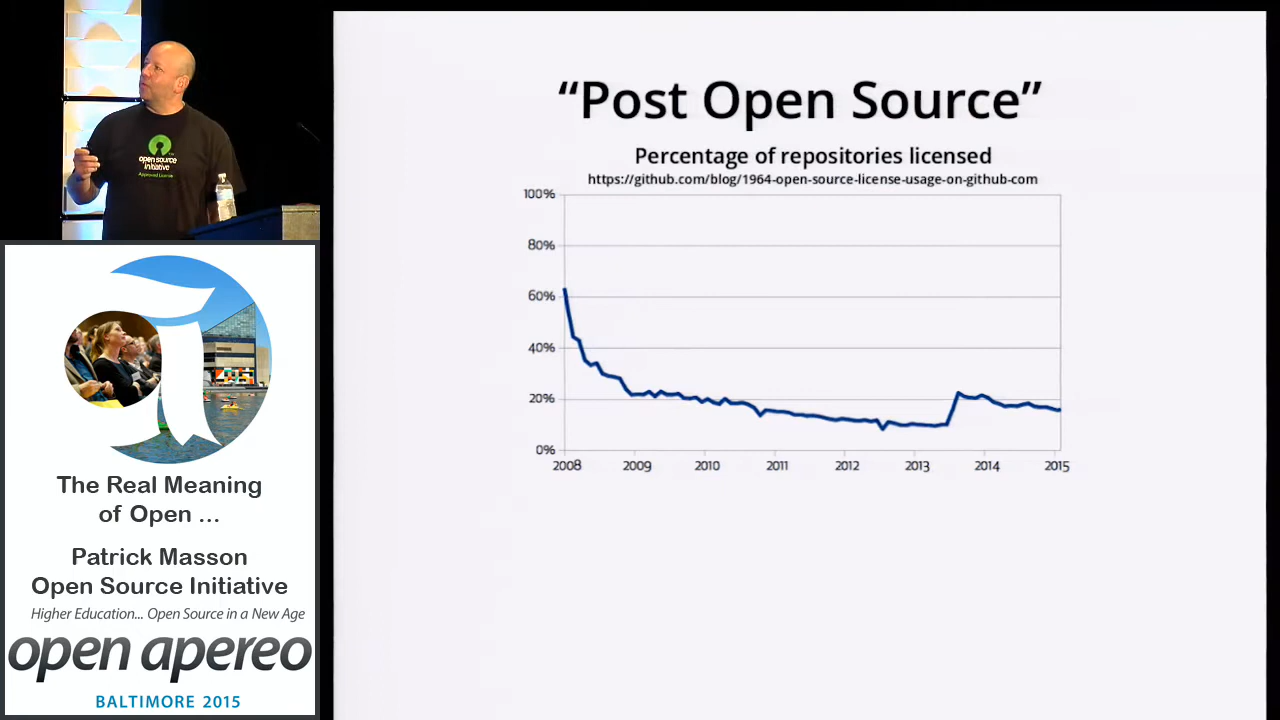 open source
initiative
Approved License
The Real Meaning
of Open ...
Patrick Masson
Open Source Initiative
Higher Education... Open Source in a New Age
open apereo
BALTIMORE 2015
“Post Open Source”
Percentage of repositories licensed
https://github.com/blog/1964-open-source-license-usage-on-github-com
100%
80%
60%
40%
20%
0%
2008 2009 2010 2011 2012 2013 2014 2015